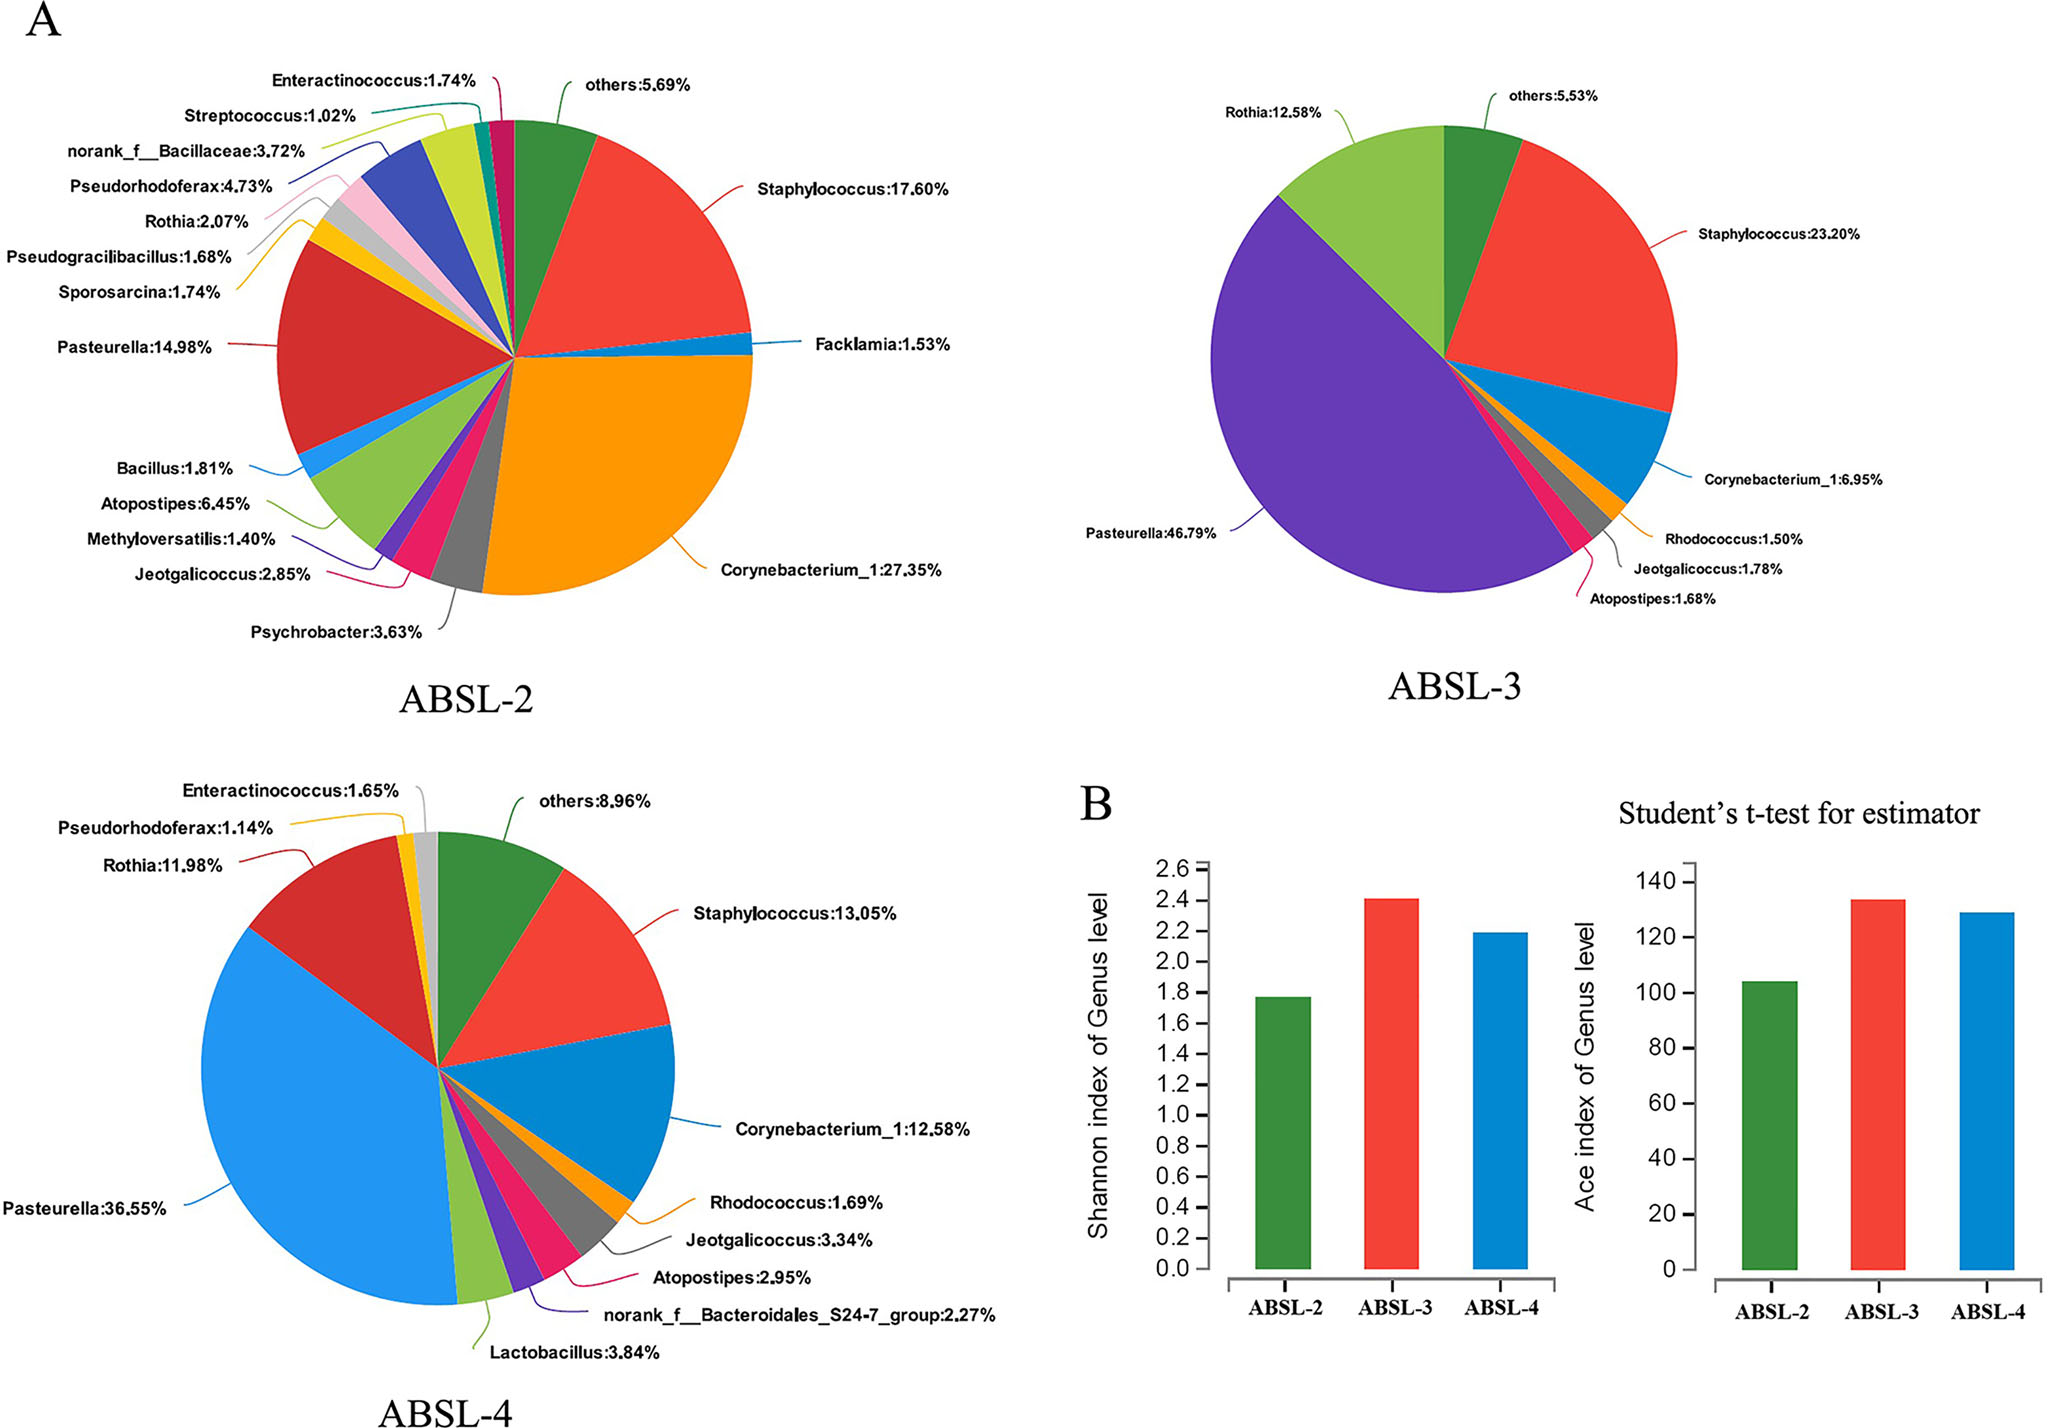 A
Enteractinococcus:1.74%
others:5.69%
Streptococcus:1.02%
norank_f__Bacillaceae:3.72%
Pseudorhodoferax:4.73%
Staphylococcus:17.60%
Rothia:2.07%
Pseudogracilibacillus:1.68%
Sporosarcina:1.74%
Pasteurella:14.98%
Facklamia:1.53%
Bacillus:1.81%
Atopostipes:6.45%
Methyloversatilis:1.40%
Jeotgalicoccus:2.85%
Corynebacterium_1:27.35%
Psychrobacter:3.63%
ABSL-2
others:5.53%
Rothia:12.58%
Staphylococcus:23.20%
Corynebacterium_1:6.95%
Pasteurella:46.79%
Rhodococcus:1.50%
Jeotgalicoccus:1.78%
Atopostipes:1.68%
ABSL-3
Enteractinococcus:1.65%
others:8.96%
Pseudorhodoferax:1.14%
Rothia:11.98%
Staphylococcus:13.05%
Corynebacterium_1:12.58%
Pasteurella:36.55%
Rhodococcus:1.69%
Jeotgalicoccus:3.34%
Atopostipes:2.95%
norank_f__Bacteroidales_S24-7_group:2.27%
Lactobacillus:3.84%
ABSL-4
B
Student's t-test for estimator
Shannon index of Genus level
2.6
2.4
2.2
2.0
1.8
1.6
1.4
1.2
1.0
0.8
0.6
0.4
0.2
0.0
ABSL-2
ABSL-3
ABSL-4
Ace index of Genus level
140
120
100
80
60
40
20
0
ABSL-2
ABSL-3
ABSL-4